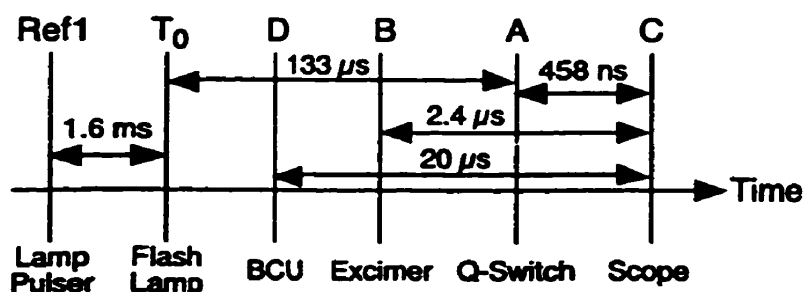 Ref1 T0 D B A C
133 µs
458 ns
2.4 µs
1.6 ms
20 µs
Time
Lamp Pulser
Flash Lamp
BCU
Excimer
Q-Switch
Scope